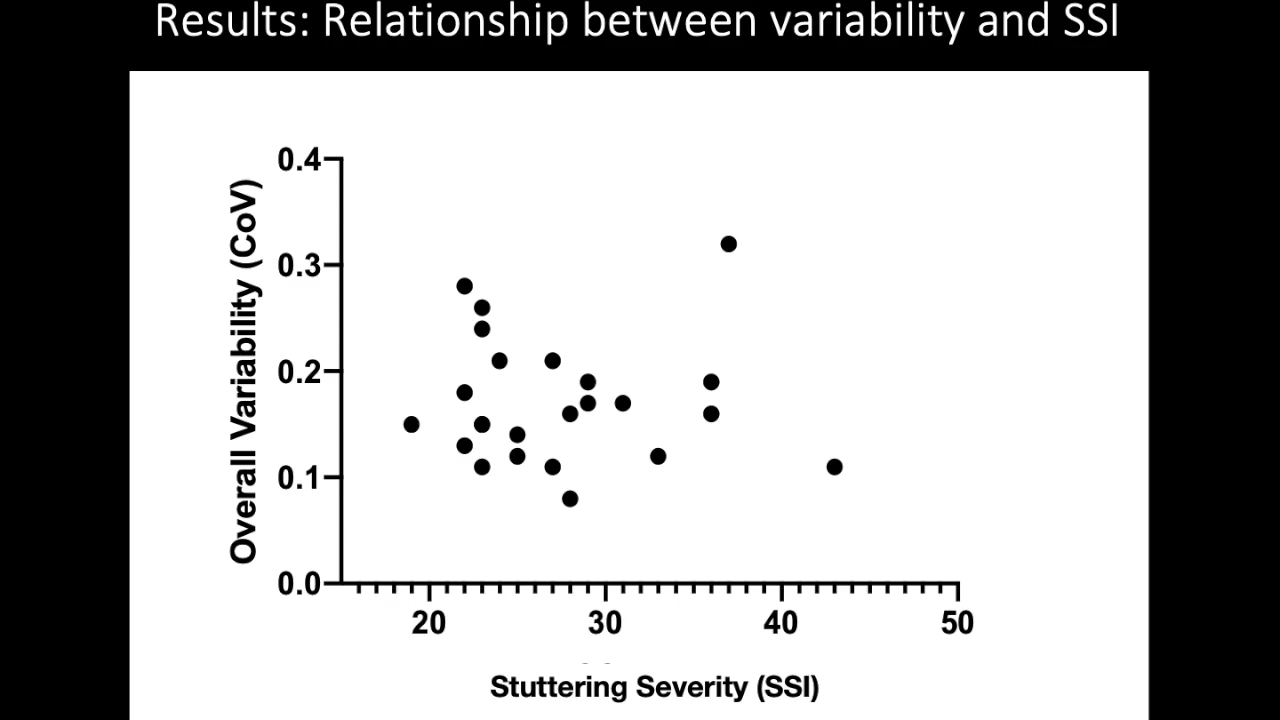 Results: Relationship between variability and SSI
0.4
0.3
0.2
0.1
0.0
Overall Variability (CoV)
20 30 40 50
Stuttering Severity (SSI)